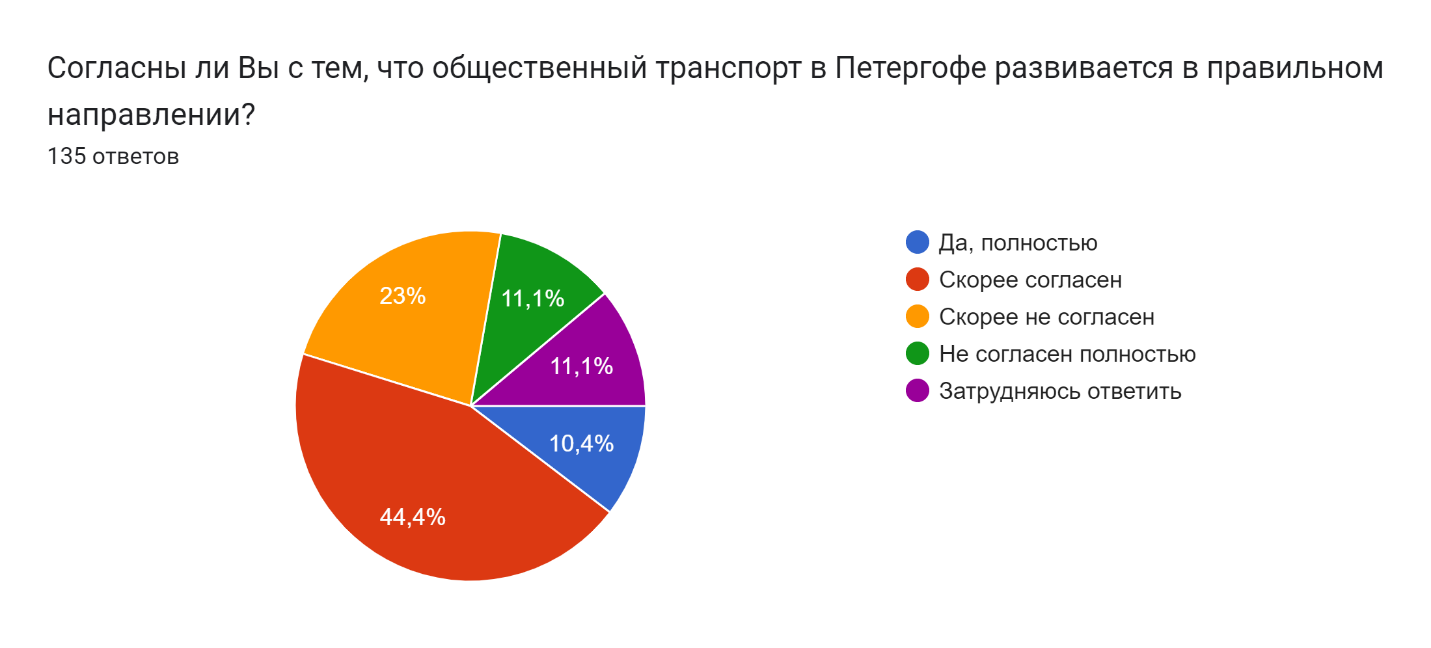 Согласны ли Вы с тем, что общественный транспорт в Петергофе развивается в правильном
направлении?
135 ответов
23%
11,1%
11,1%
10,4%
44,4%
Да, полностью
Скорее согласен
Скорее не согласен
Не согласен полностью
Затрудняюсь ответить